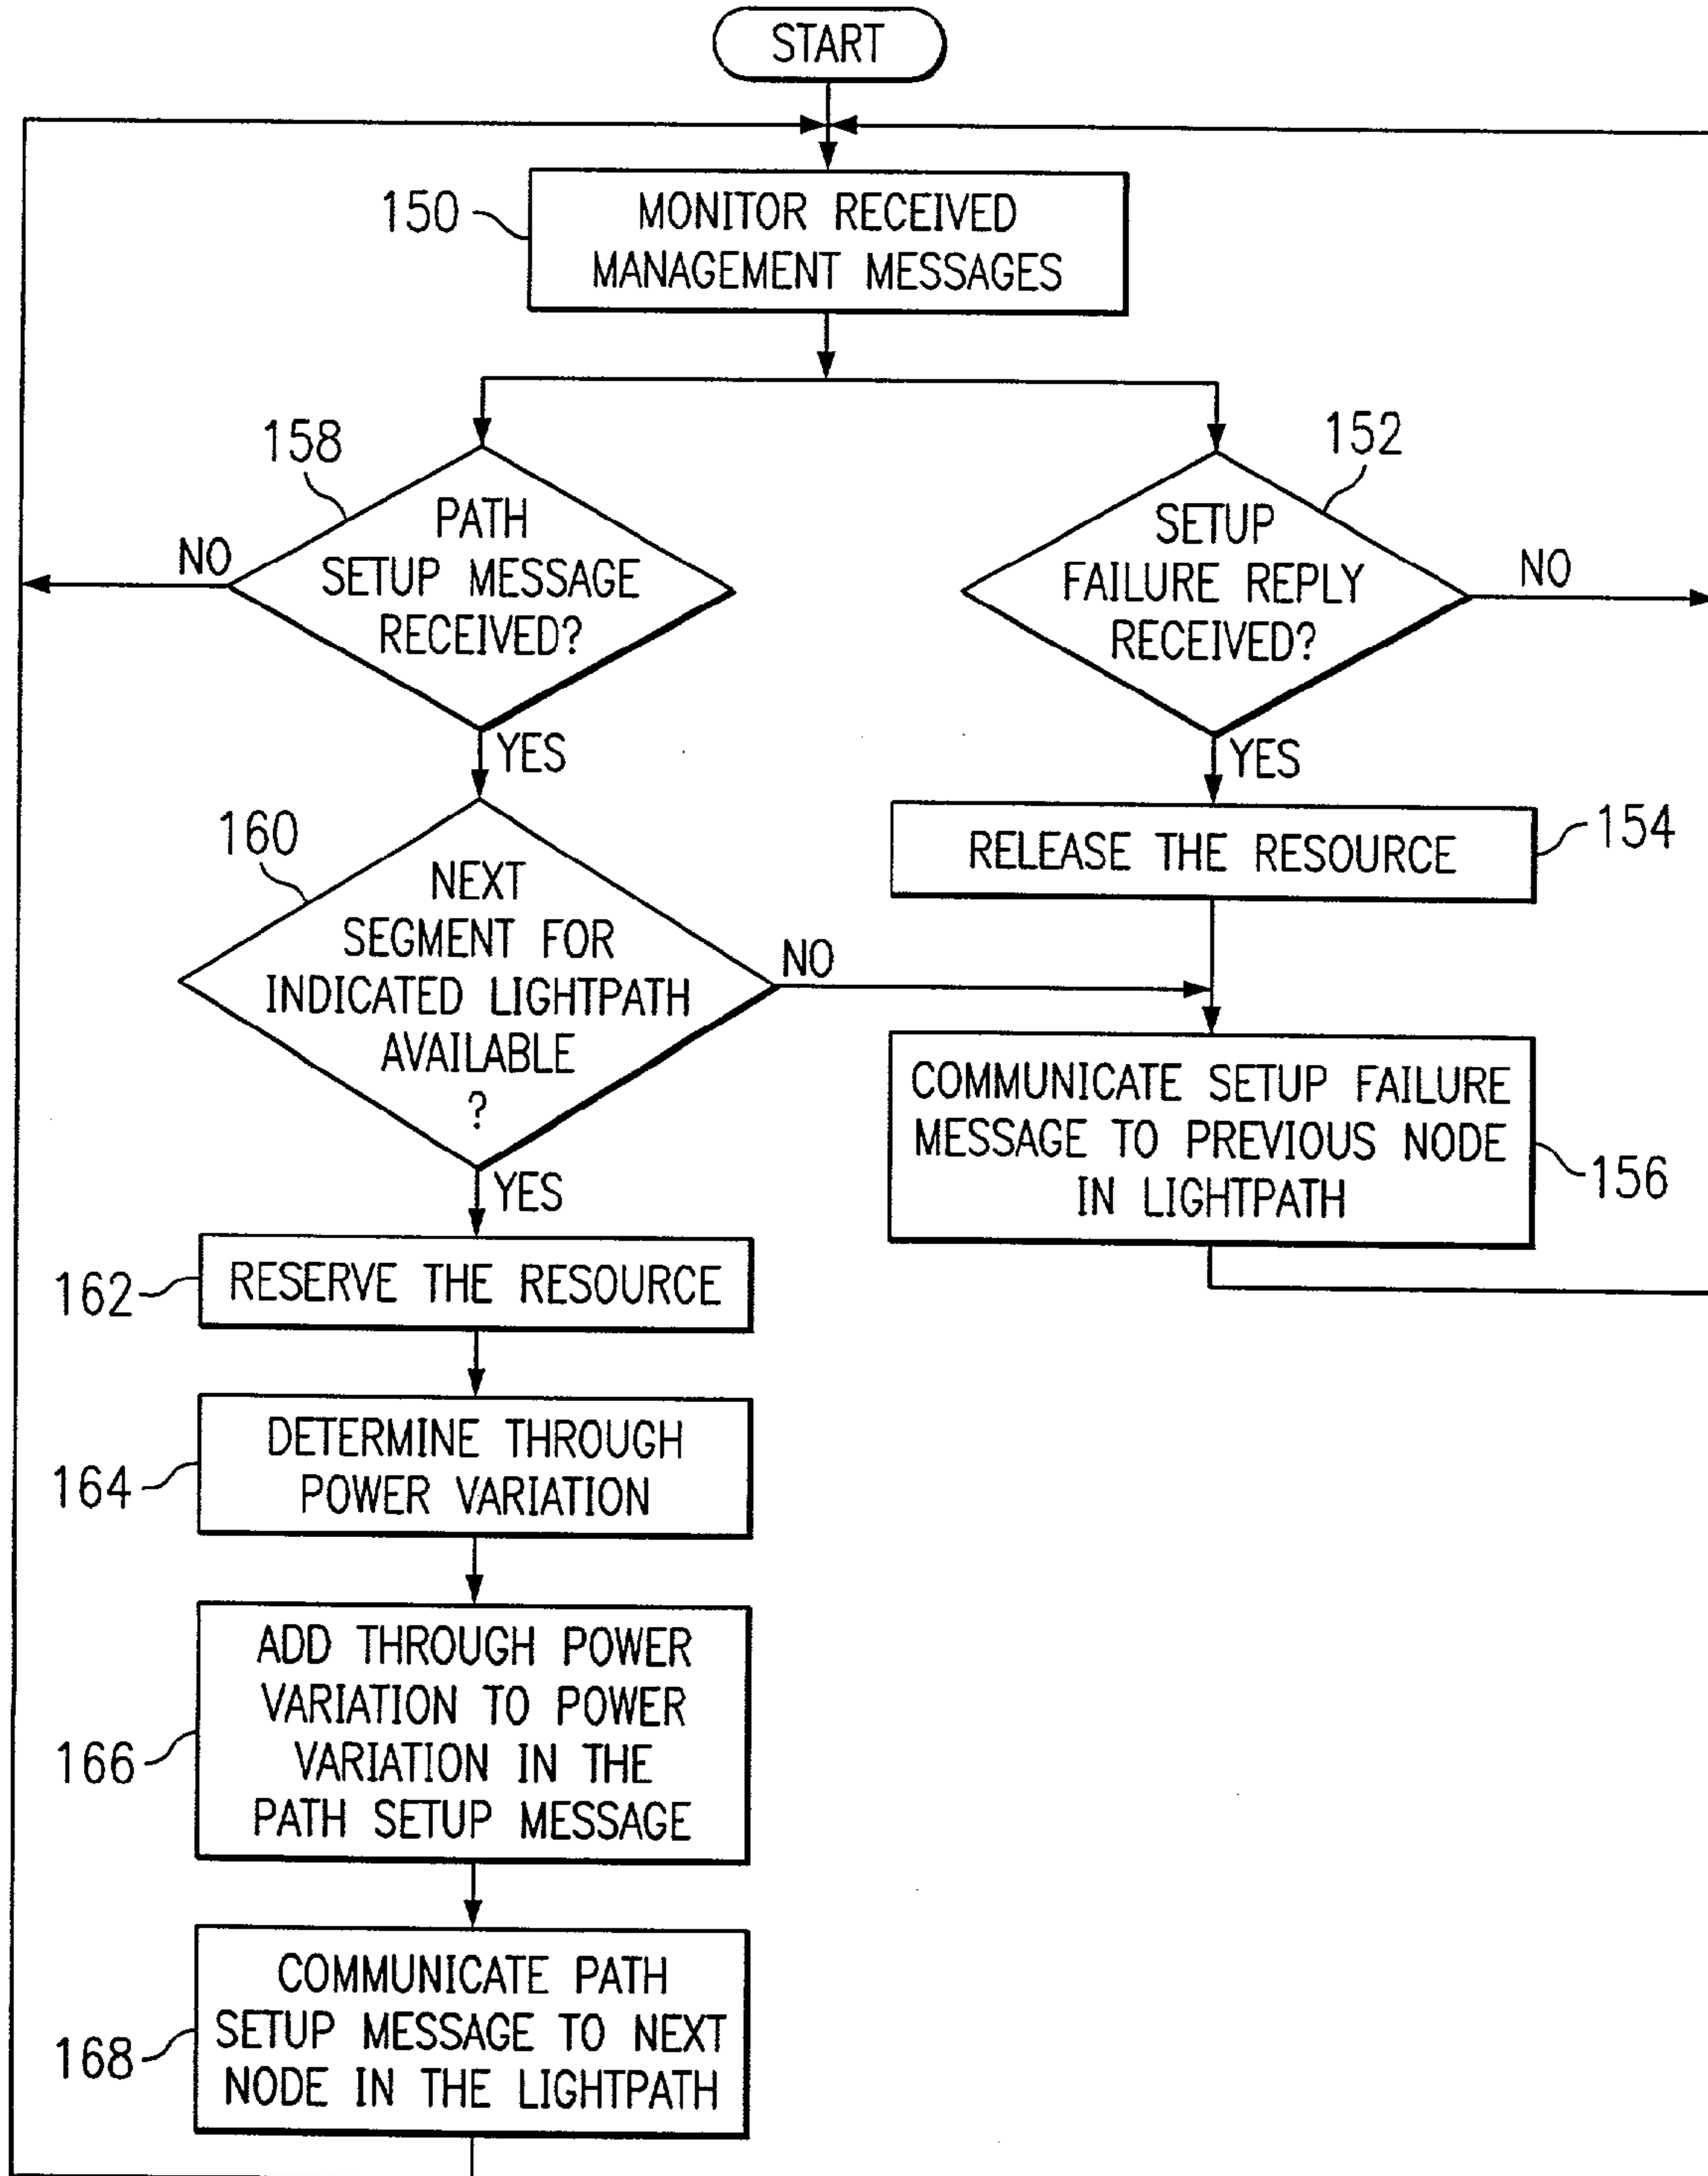 START
150
MONITOR RECEIVED
MANAGEMENT MESSAGES
158
PATH
SETUP MESSAGE
RECEIVED?
NO
YES
152
SETUP
FAILURE REPLY
RECEIVED?
NO
YES
160
NEXT
SEGMENT FOR
INDICATED LIGHTPATH
AVAILABLE
?
NO
YES
RELEASE THE RESOURCE
154
COMMUNICATE SETUP FAILURE
MESSAGE TO PREVIOUS NODE
IN LIGHTPATH
156
162
RESERVE THE RESOURCE
164
DETERMINE THROUGH
POWER VARIATION
166
ADD THROUGH POWER
VARIATION TO POWER
VARIATION IN THE
PATH SETUP MESSAGE
168
COMMUNICATE PATH
SETUP MESSAGE TO NEXT
NODE IN THE LIGHTPATH